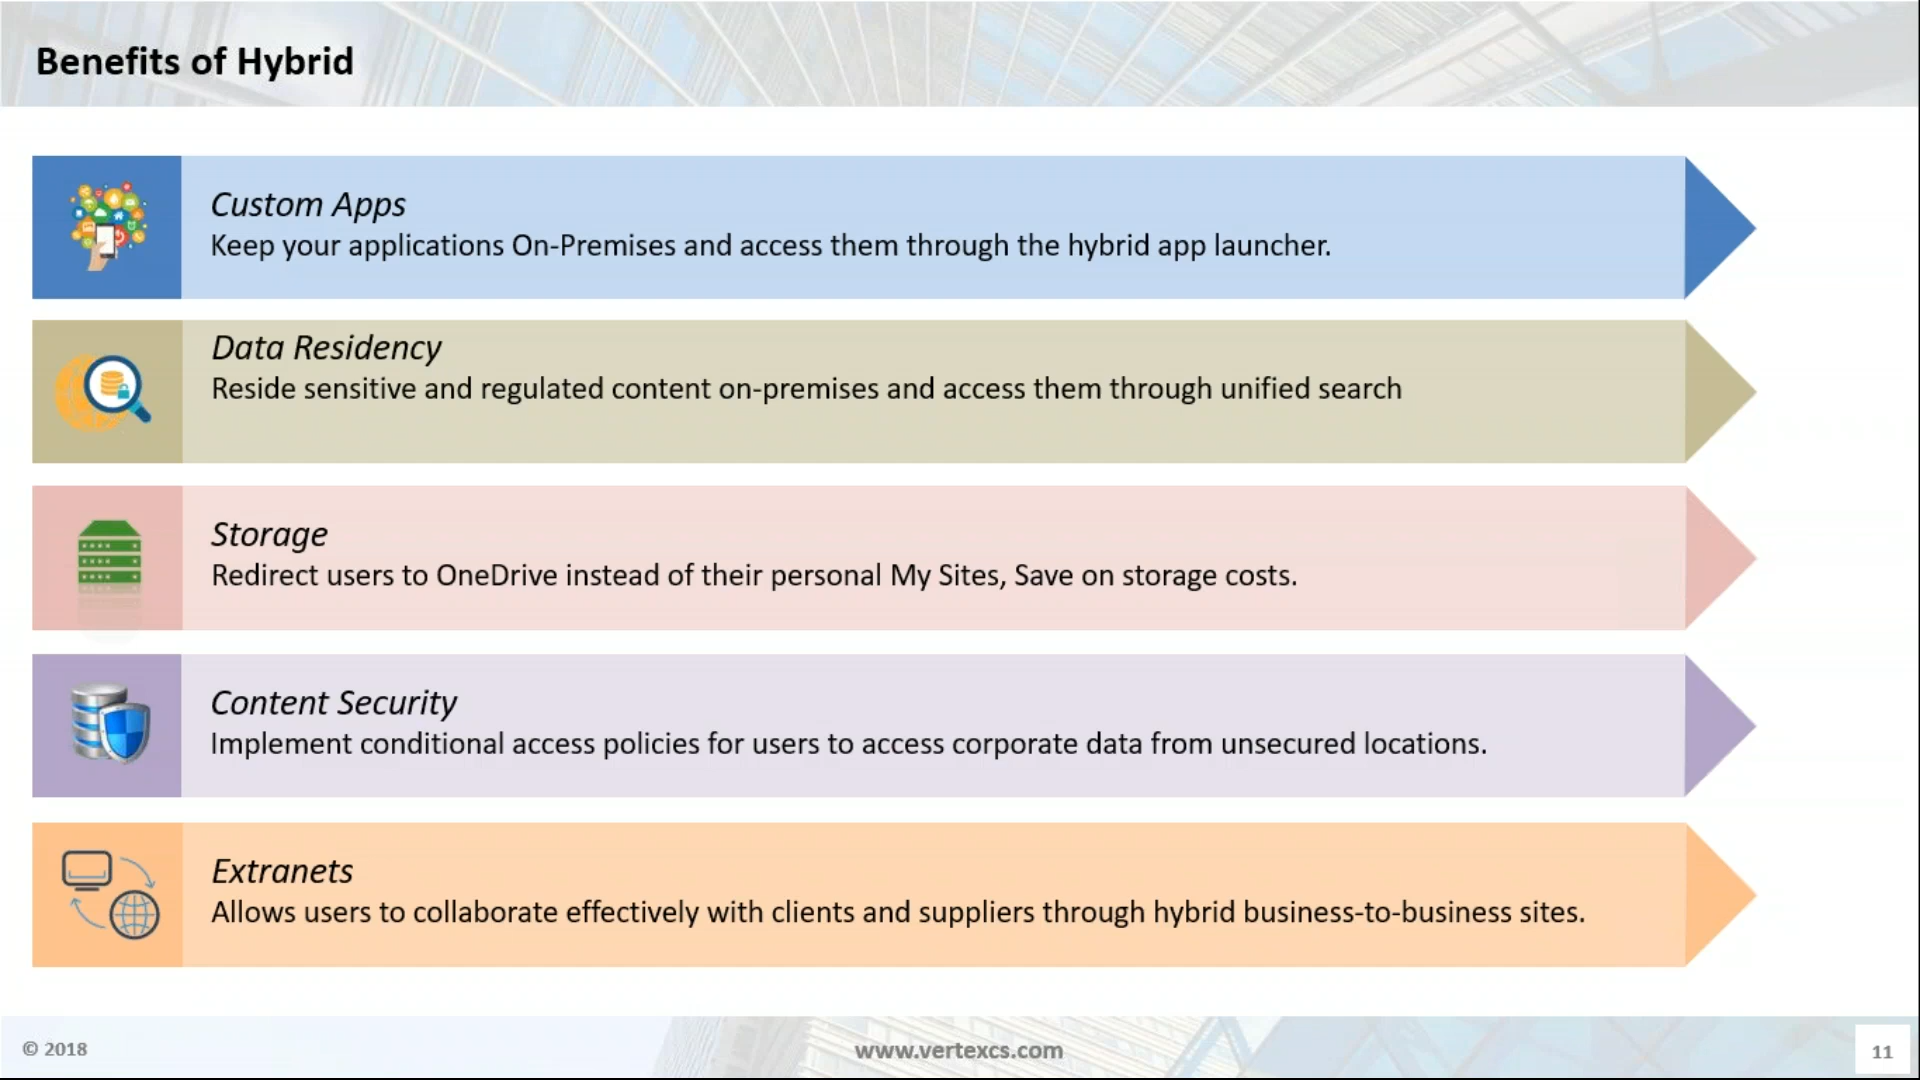 Benefits of Hybrid
Custom Apps
Keep your applications On-Premises and access them through the hybrid app launcher.
Data Residency
Reside sensitive and regulated content on-premises and access them through unified search
Storage
Redirect users to OneDrive instead of their personal My Sites, Save on storage costs.
Content Security
Implement conditional access policies for users to access corporate data from unsecured locations.
Extranets
Allows users to collaborate effectively with clients and suppliers through hybrid business-to-business sites.
© 2018
www.vertexcs.com
11